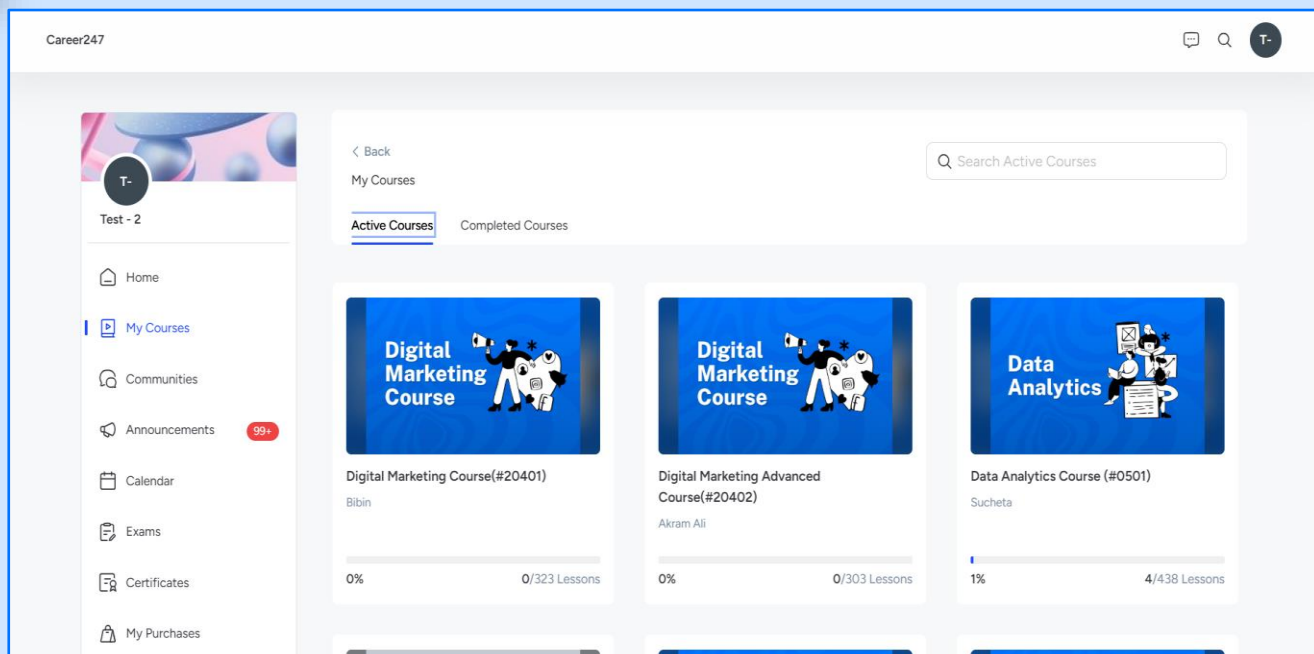 Career247
T-
T-
Test - 2
Home
My Courses
Communities
Announcements
99+
Calendar
Exams
Certificates
My Purchases
Back
My Courses
Search Active Courses
Active Courses
Completed Courses
Digital
Marketing
Course
Digital Marketing Course(#20401)
Bibin
0%
0/323 Lessons
Digital
Marketing
Course
Digital Marketing Advanced
Course(#20402)
Akram Ali
0%
0/303 Lessons
Data
Analytics
Data Analytics Course (#0501)
Sucheta
1%
4/438 Lessons